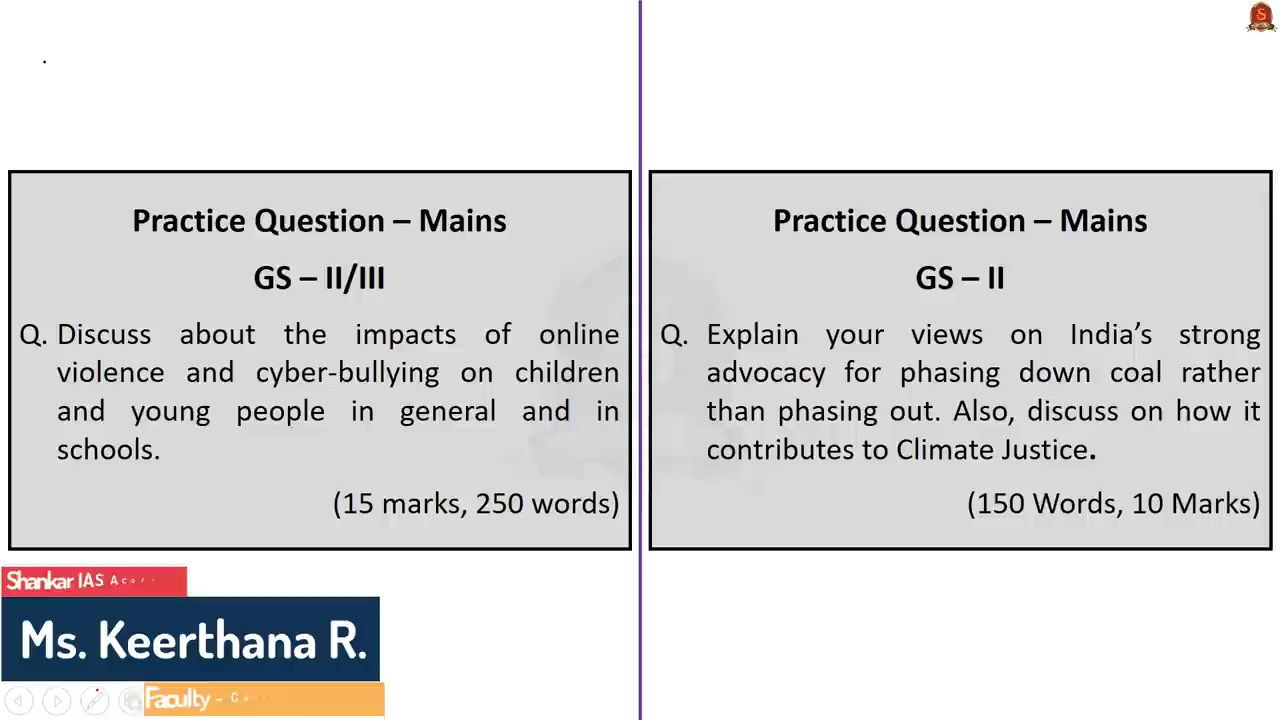 Practice Question – Mains
GS – II/III
Q. Discuss about the impacts of online
violence and cyber-bullying on children
and young people in general and in
schools.
(15 marks, 250 words)
Practice Question – Mains
GS – II
Q. Explain your views on India’s strong
advocacy for phasing down coal rather
than phasing out. Also, discuss on how it
contributes to Climate Justice.
(150 Words, 10 Marks)
Shankar IAS
Ms. Keerthana R.
Faculty -